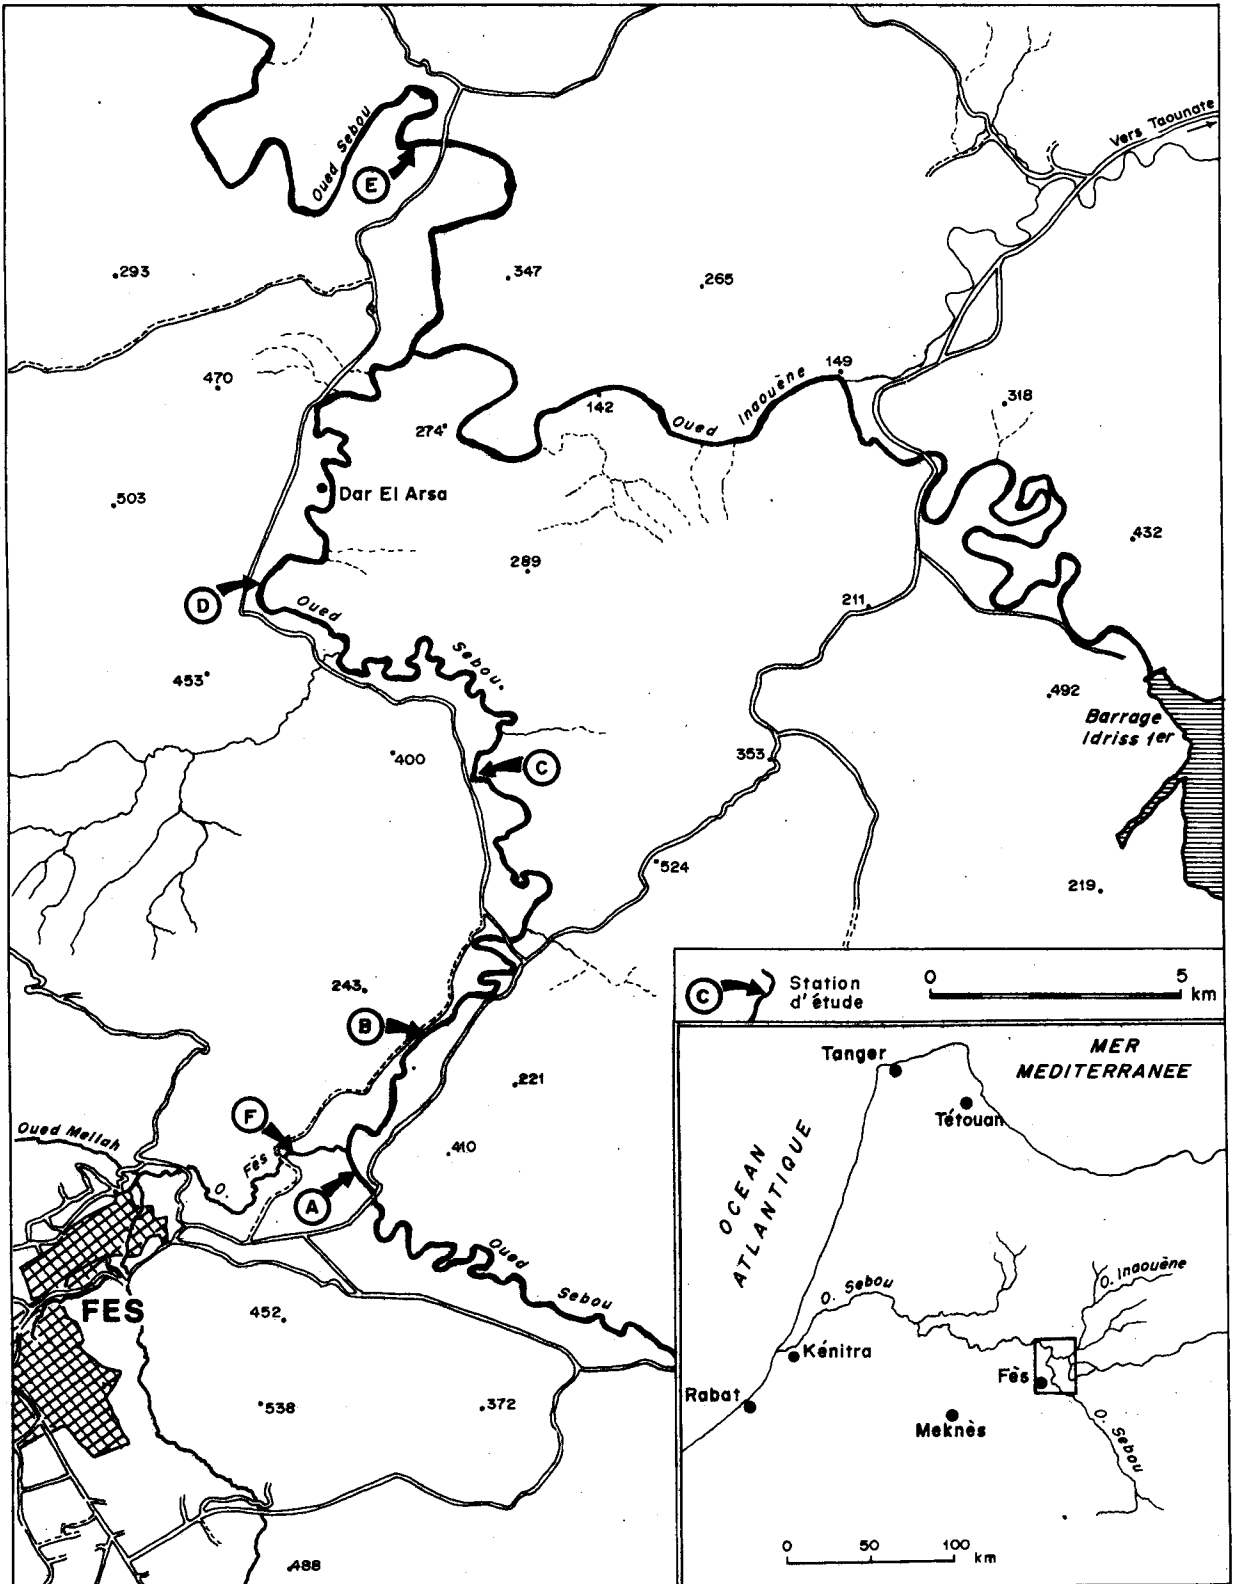 Vers Taounate
Oued Sebou
E
293
347
265
470
149
142
Oued Inaouène
318
274
Dar El Arsa
503
432
289
D
Oued
Sebou
211
453
492
Barrage
Idriss 1er
400
353
C
524
219
243
B
221
F
Oued Mellah
410
O. Fès
A
Oued
Sebou
FES
452
538
372
488
C
Station
d'étude
0
5
km
MER
MEDITERRANEE
Tanger
Tétouan
OCEAN
ATLANTIQUE
O. Inaouène
O. Sebou
Kénitra
Fès
Rabat
Meknès
O. Sebou
0
50
100
km